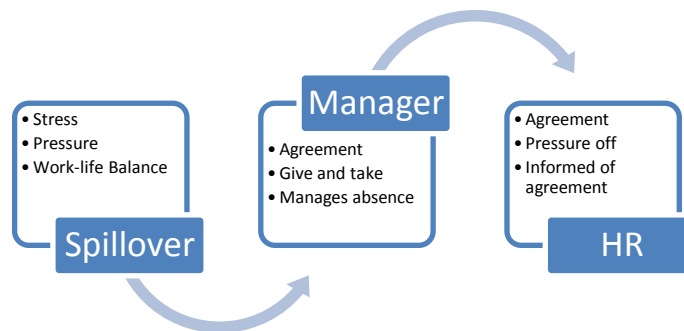 • Stress
• Pressure
• Work-life Balance
Spillover
Manager
• Agreement
• Give and take
• Manages absence
• Agreement
• Pressure off
• Informed of
agreement
HR